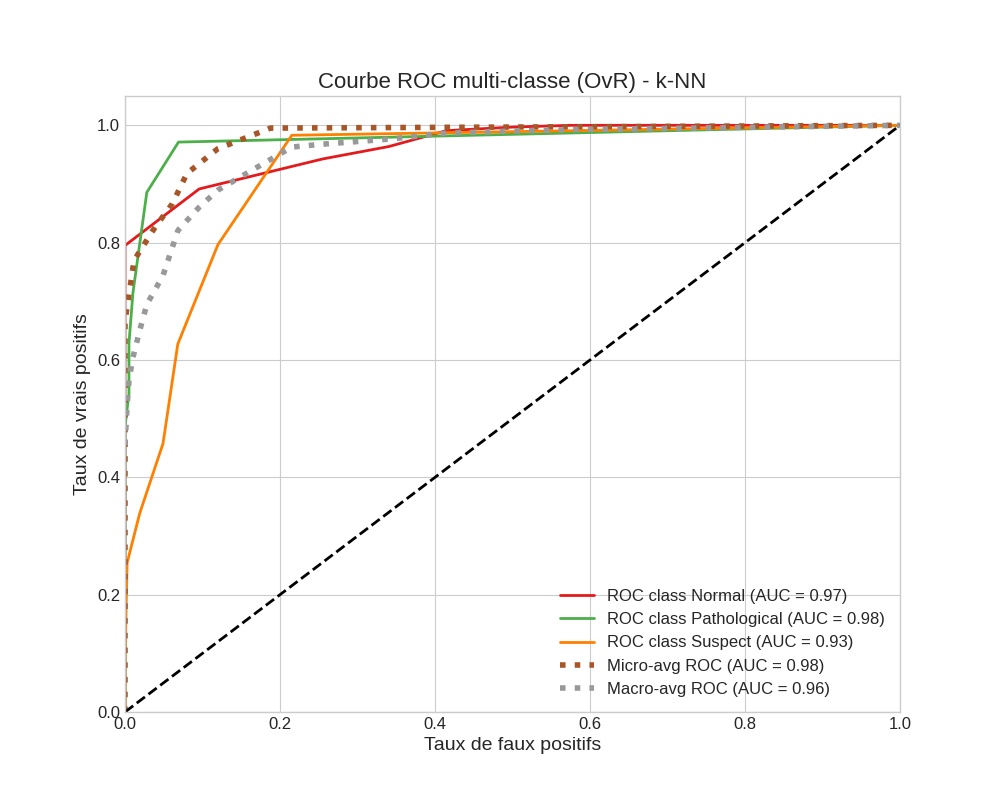 Courbe ROC multi-classe (OvR) - k-NN
Taux de vrais positifs
1.0
0.8
0.6
0.4
0.2
0.0
ROC class Normal (AUC = 0.97)
ROC class Pathological (AUC = 0.98)
ROC class Suspect (AUC = 0.93)
Micro-avg ROC (AUC = 0.98)
Macro-avg ROC (AUC = 0.96)
0.0 0.2 0.4 0.6 0.8 1.0
Taux de faux positifs